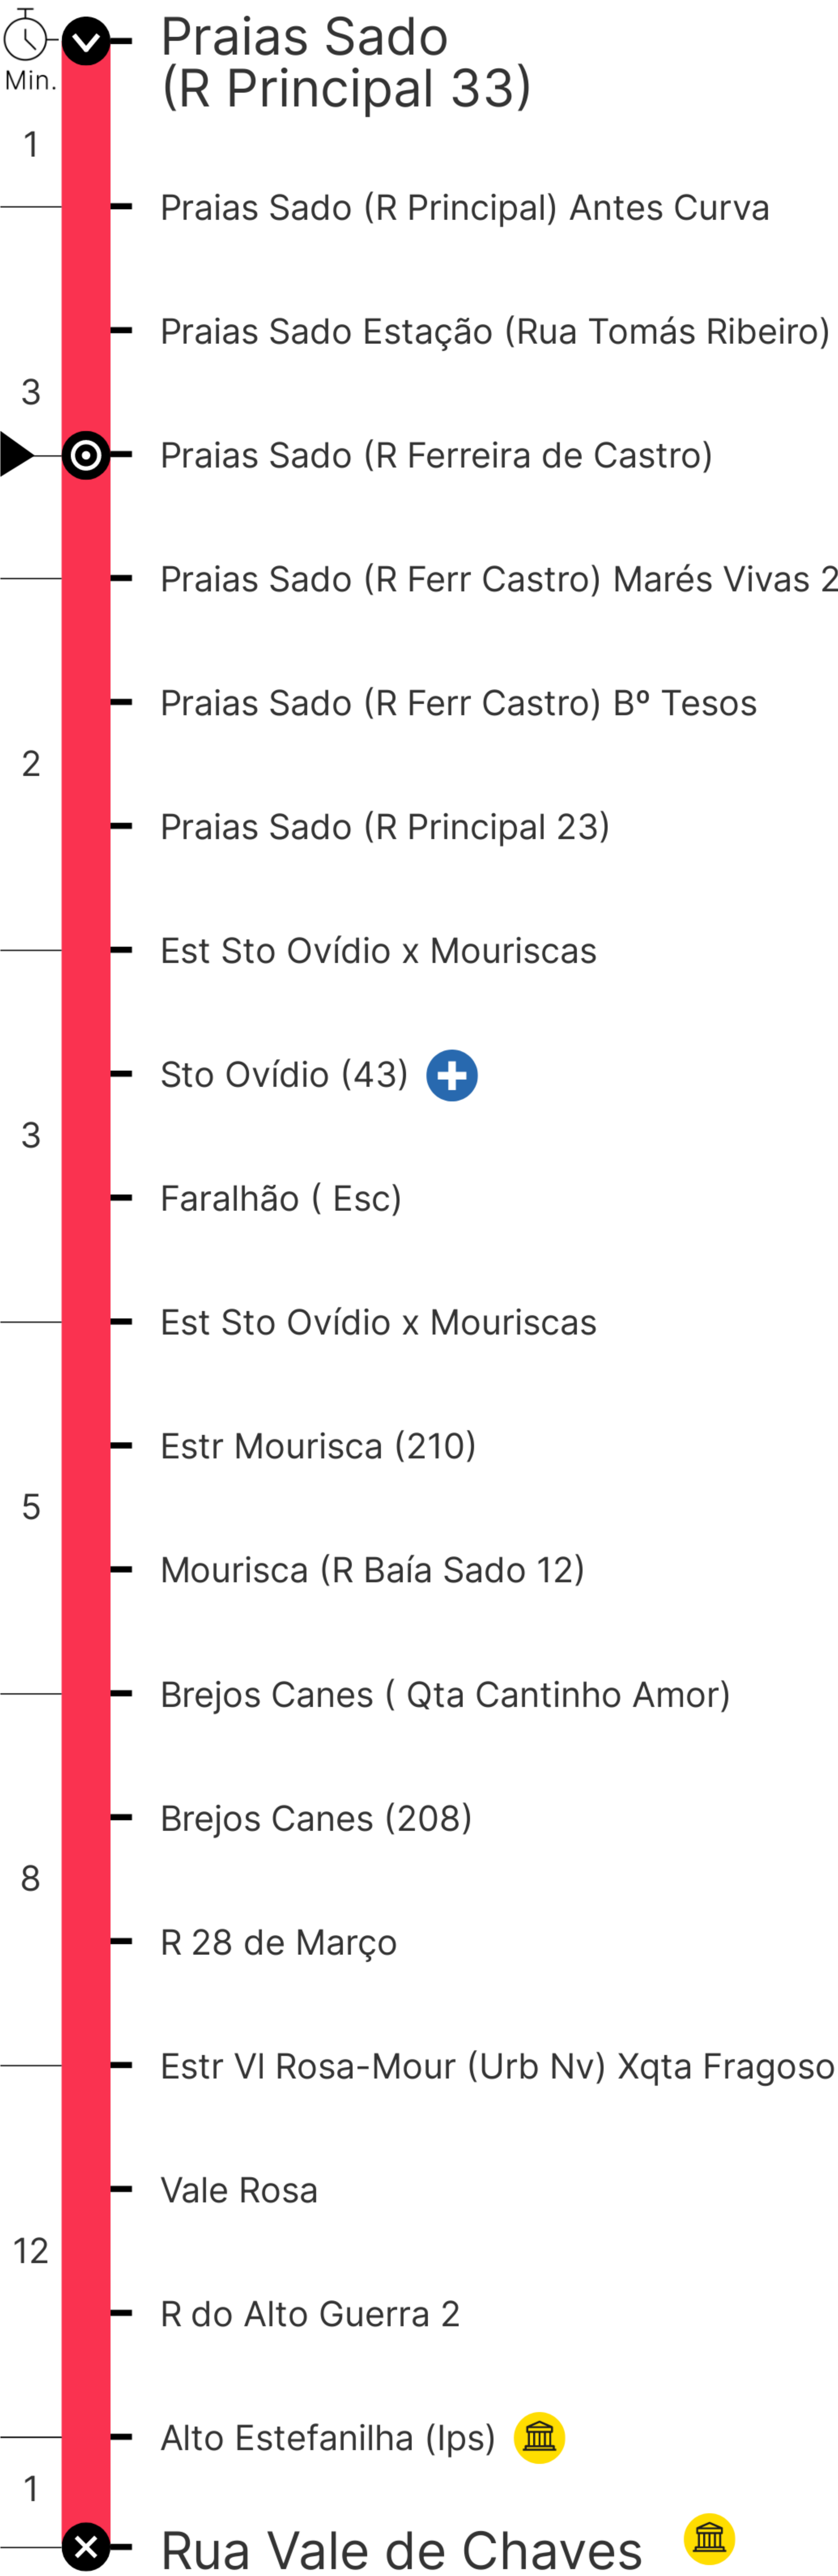 Praias Sado
(R Principal 33)
Min.
1
Praias Sado (R Principal) Antes Curva
Praias Sado Estação (Rua Tomás Ribeiro)
3
Praias Sado (R Ferreira de Castro)
Praias Sado (R Ferr Castro) Marés Vivas 2
Praias Sado (R Ferr Castro) Bº Tesos
2
Praias Sado (R Principal 23)
Est Sto Ovídio x Mouriscas
Sto Ovídio (43)
3
Faralhão ( Esc)
Est Sto Ovídio x Mouriscas
Estr Mourisca (210)
5
Mourisca (R Baía Sado 12)
Brejos Canes ( Qta Cantinho Amor)
Brejos Canes (208)
8
R 28 de Março
Estr Vl Rosa-Mour (Urb Nv) Xqta Fragoso
Vale Rosa
12
R do Alto Guerra 2
Alto Estefanilha (Ips)
1
Rua Vale de Chaves